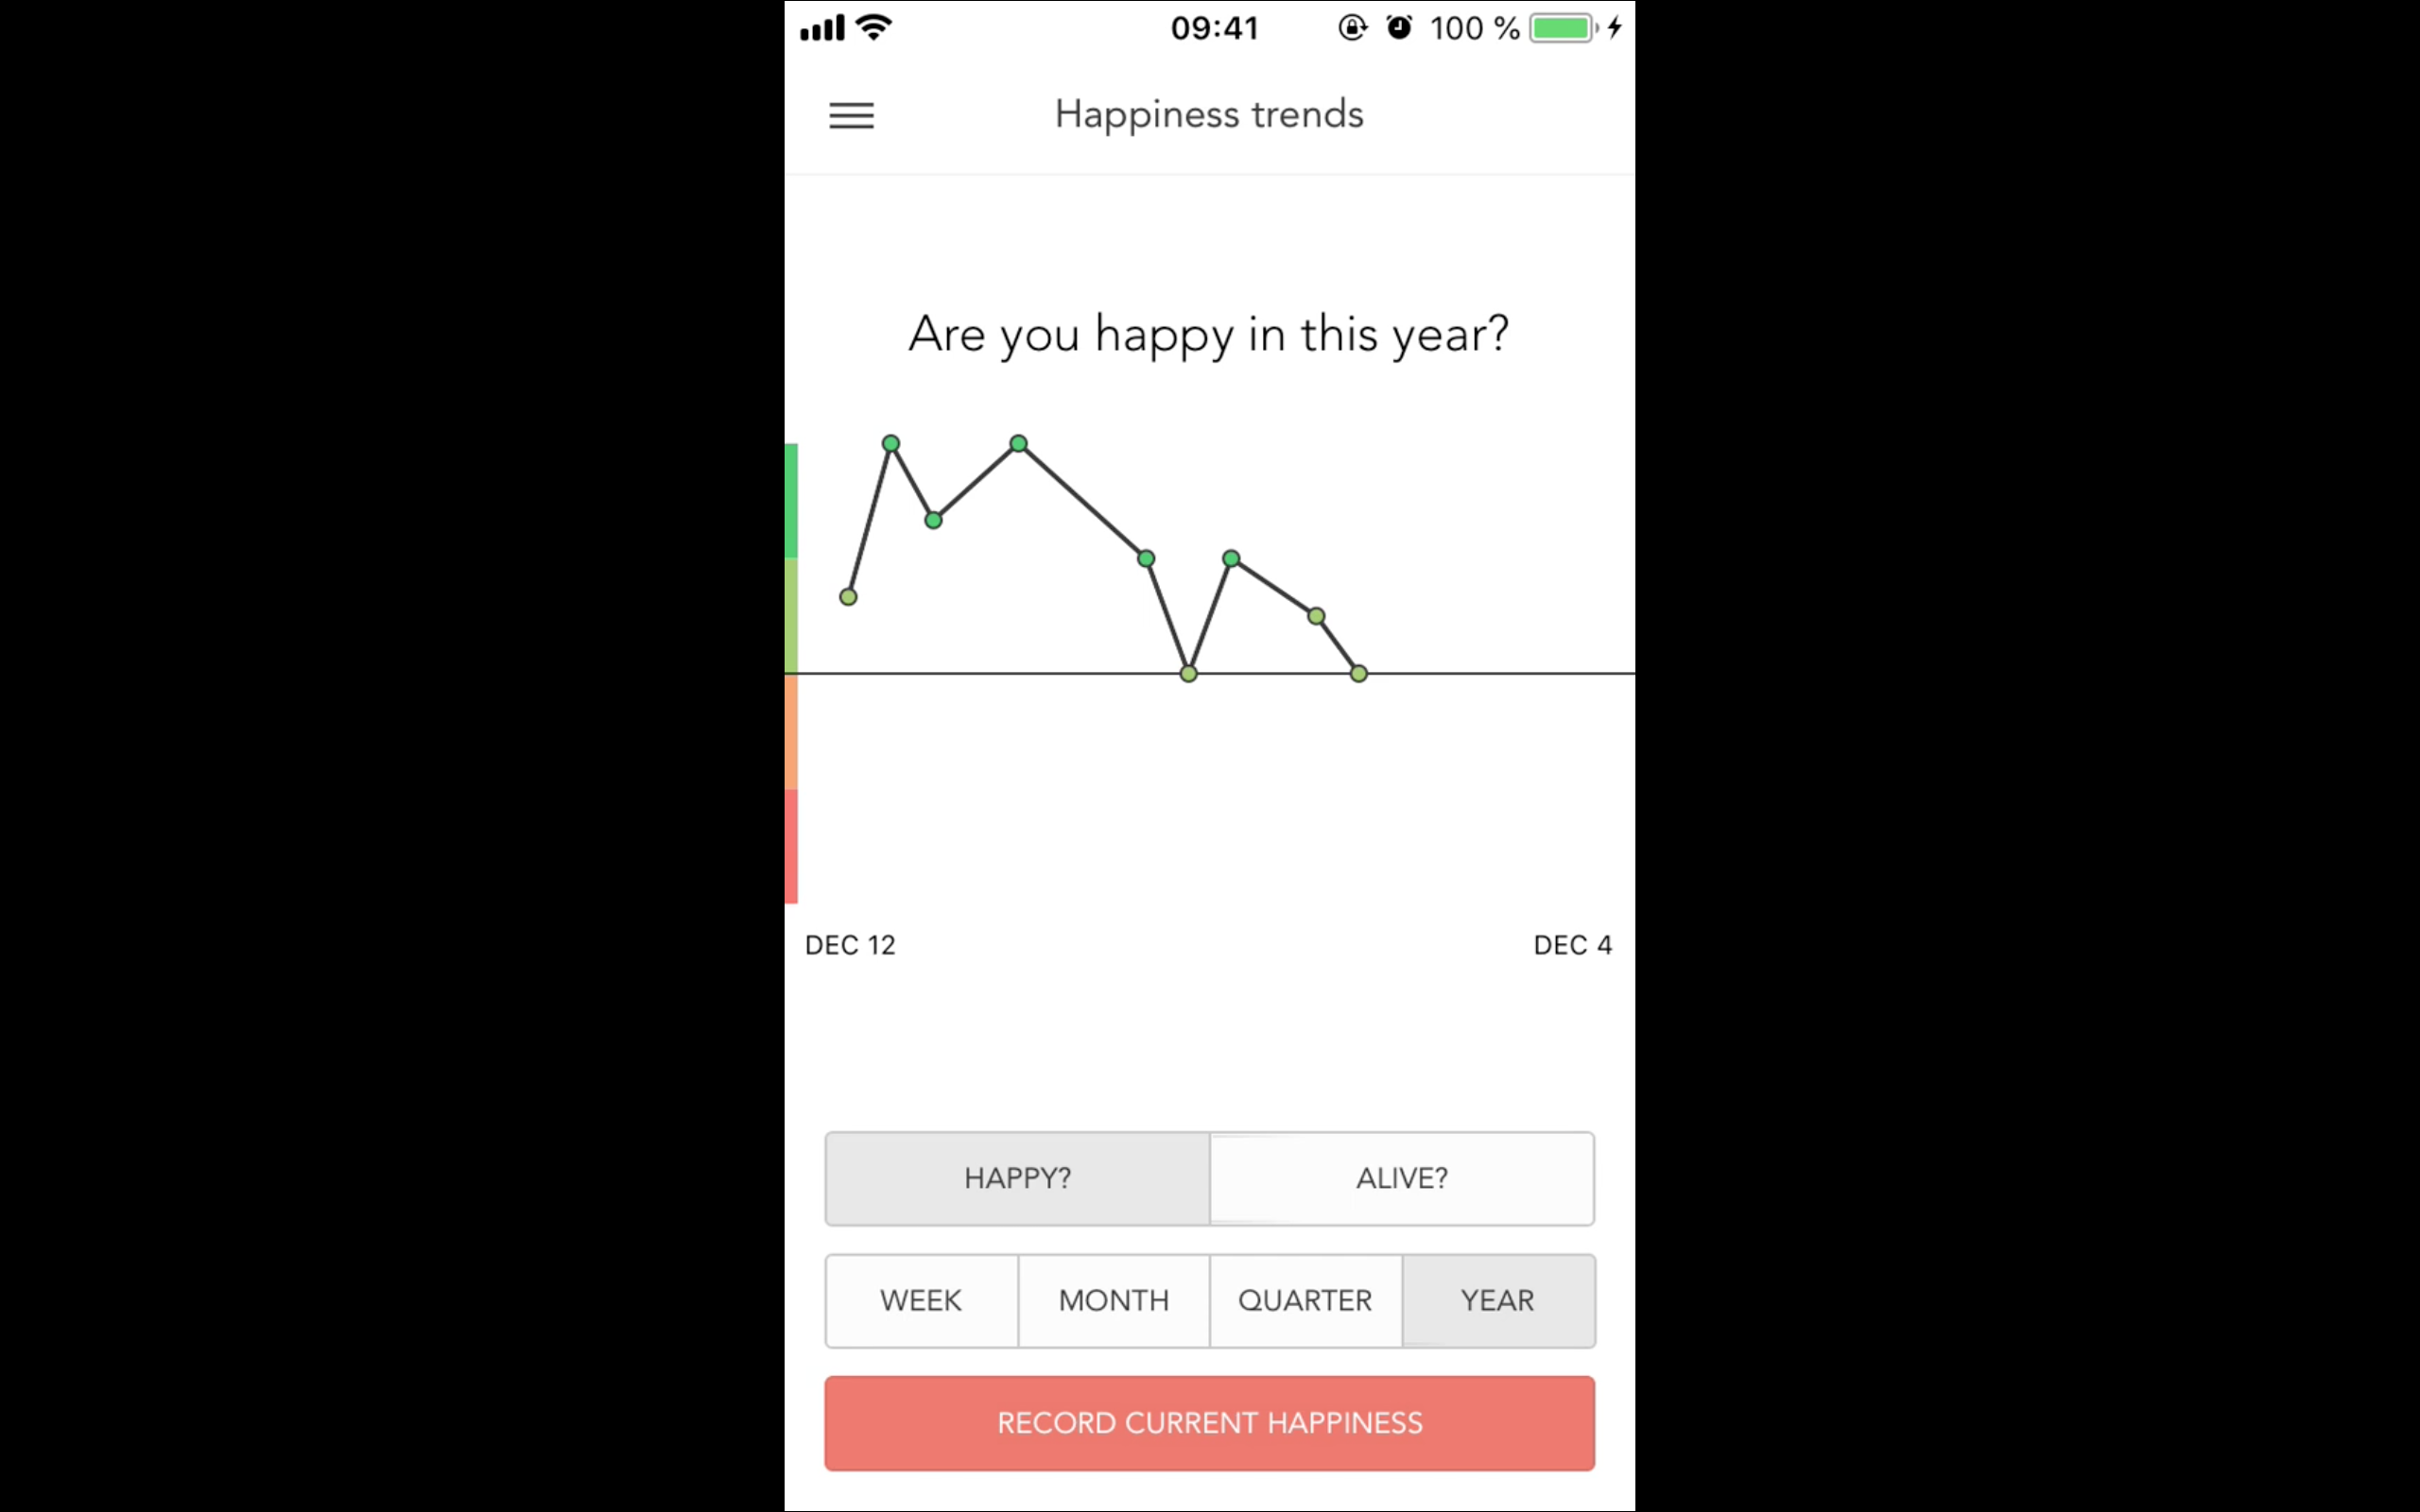 09:41 100 %
Happiness trends
Are you happy in this year?
DEC 12 DEC 4
HAPPY? ALIVE?
WEEK MONTH QUARTER YEAR
RECORD CURRENT HAPPINESS